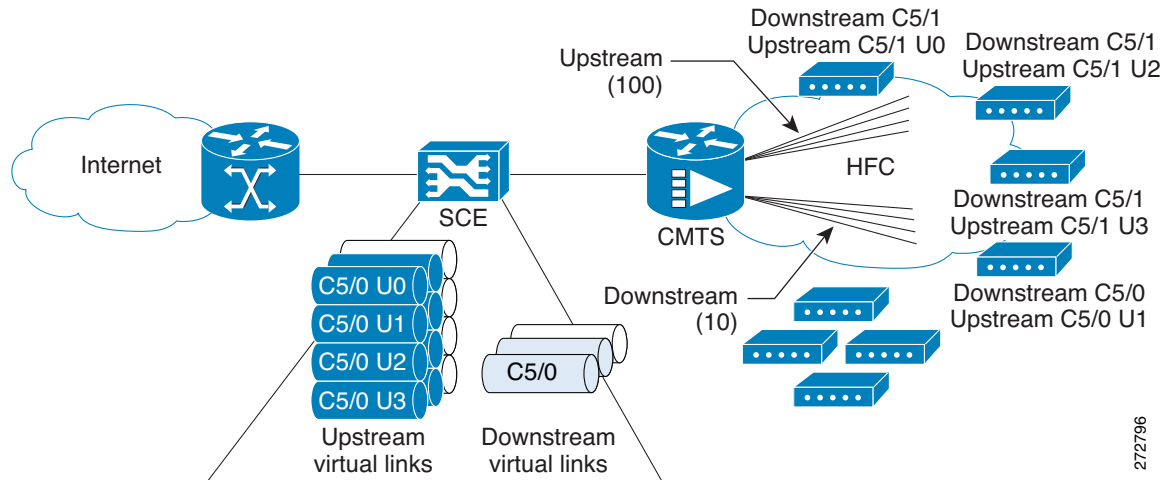 Downstream C5/1
Upstream C5/1 U0
Downstream C5/1
Upstream C5/1 U2
Upstream
(100)
Internet
HFC
SCE
CMTS
Downstream C5/1
Upstream C5/1 U3
Downstream
(10)
Downstream C5/0
Upstream C5/0 U1
C5/0 U0
C5/0 U1
C5/0 U2
C5/0 U3
C5/0
Upstream
virtual links
Downstream
virtual links
272796